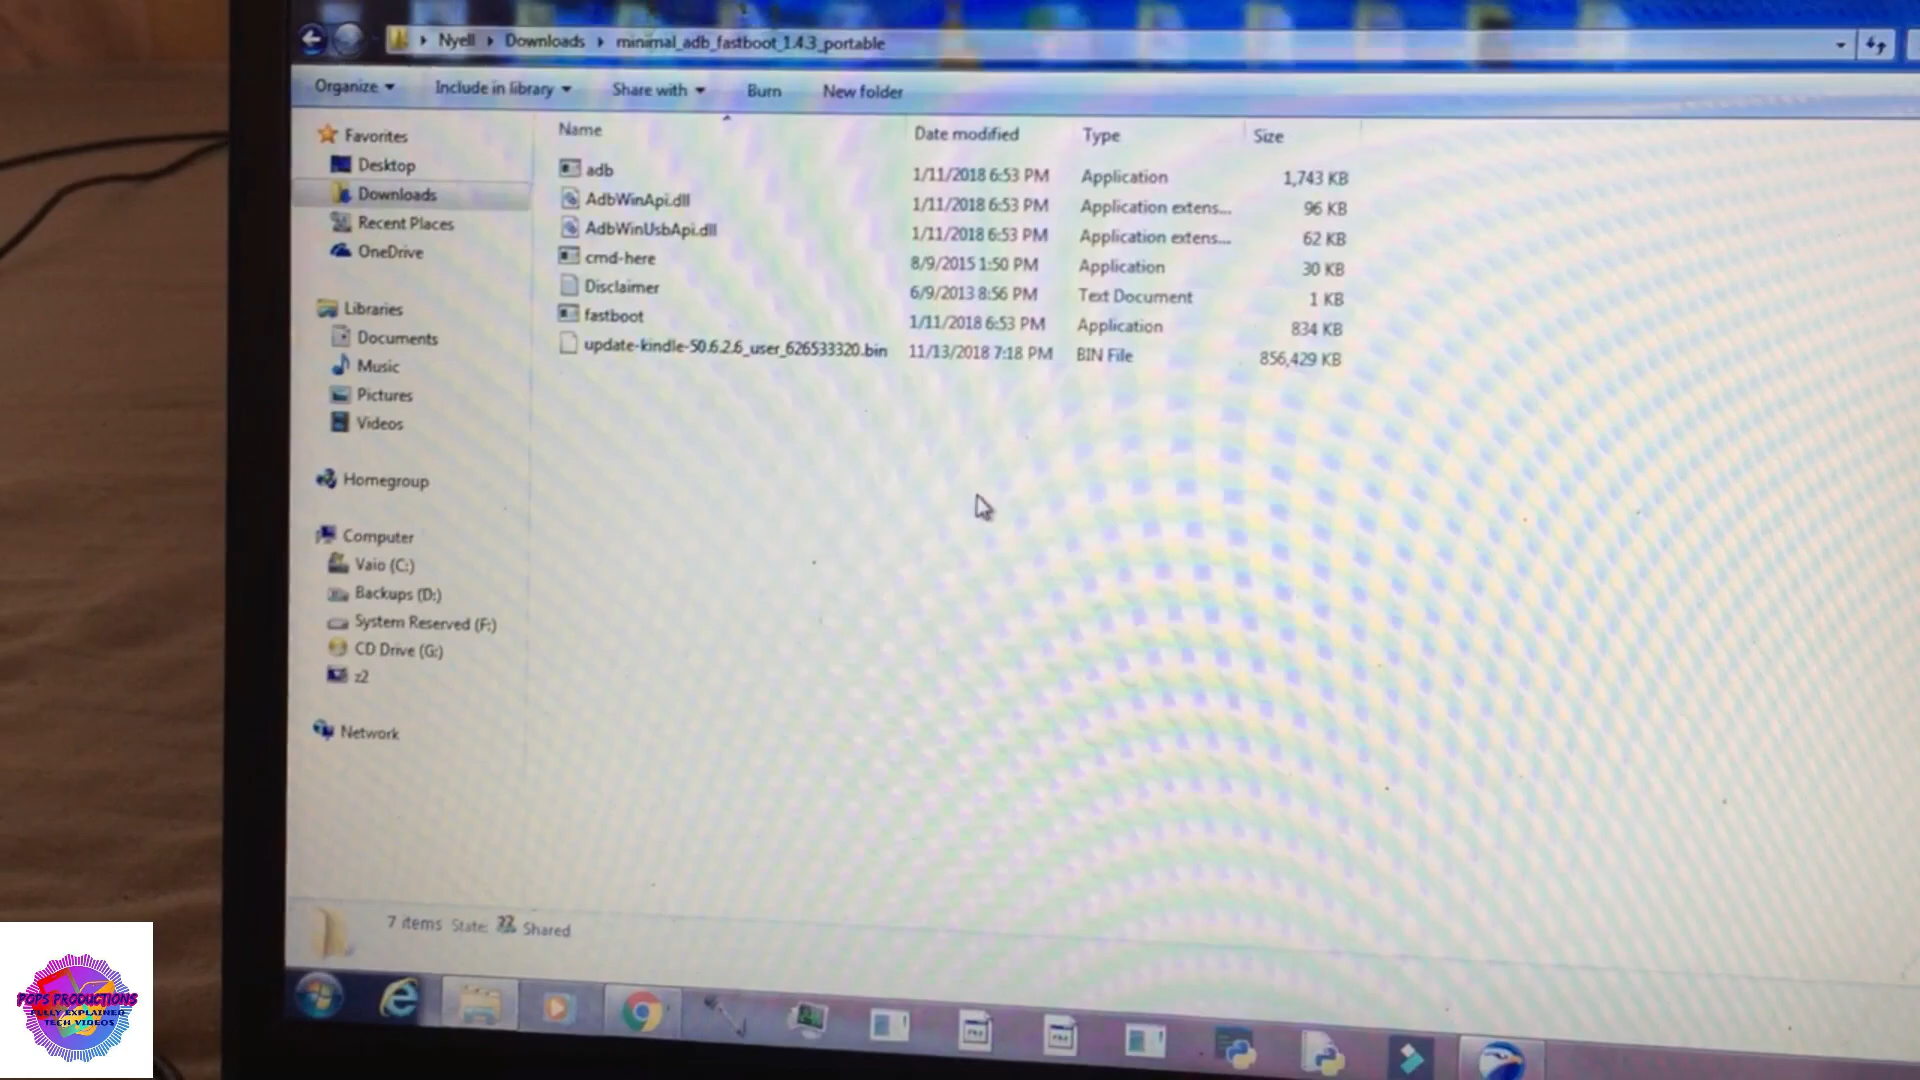 Nyell Downloads minimal_adb_fastboot_1.4.3_portable
Organize Include in library Share with Burn New folder
Name Date modified Type Size
Favorites
Desktop
Downloads
Recent Places
OneDrive
Libraries
Documents
Music
Pictures
Videos
Homegroup
Computer
Vaio (C:)
Backups (D:)
System Reserved (F:)
CD Drive (G:)
z2
Network
adb 1/11/2018 6:53 PM Application 1,743 KB
AdbWinApi.dll 1/11/2018 6:53 PM Application extens... 96 KB
AdbWinUsbApi.dll 1/11/2018 6:53 PM Application extens... 62 KB
cmd-here 8/9/2015 1:50 PM Application 30 KB
Disclaimer 6/9/2013 8:56 PM Text Document 1 KB
fastboot 1/11/2018 6:53 PM Application 834 KB
update-kindle-50.6.2.6_user_626533320.bin 11/13/2018 7:18 PM BIN File 856,429 KB
7 items State: Shared
POPS PRODUCTIONS
FULLY EXPLAINED
TECH VIDEOS